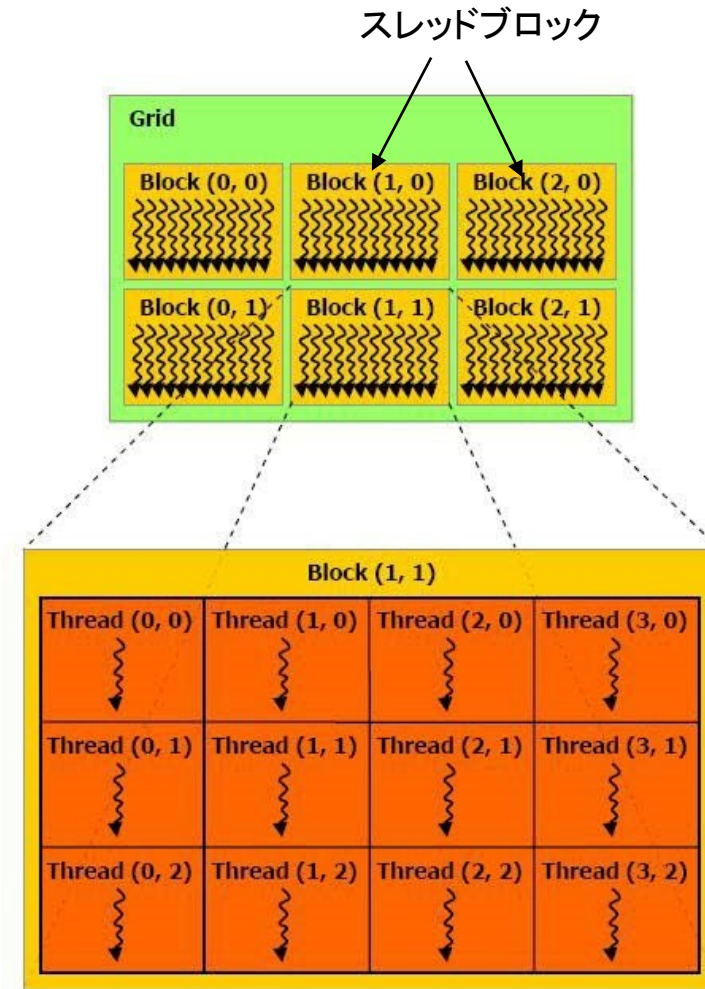 スレッドブロック
Grid
Block (0, 0) Block (1, 0) Block (2, 0)
Block (0, 1) Block (1, 1) Block (2, 1)
Block (1, 1)
Thread (0, 0) Thread (1, 0) Thread (2, 0) Thread (3, 0)
Thread (0, 1) Thread (1, 1) Thread (2, 1) Thread (3, 1)
Thread (0, 2) Thread (1, 2) Thread (2, 2) Thread (3, 2)